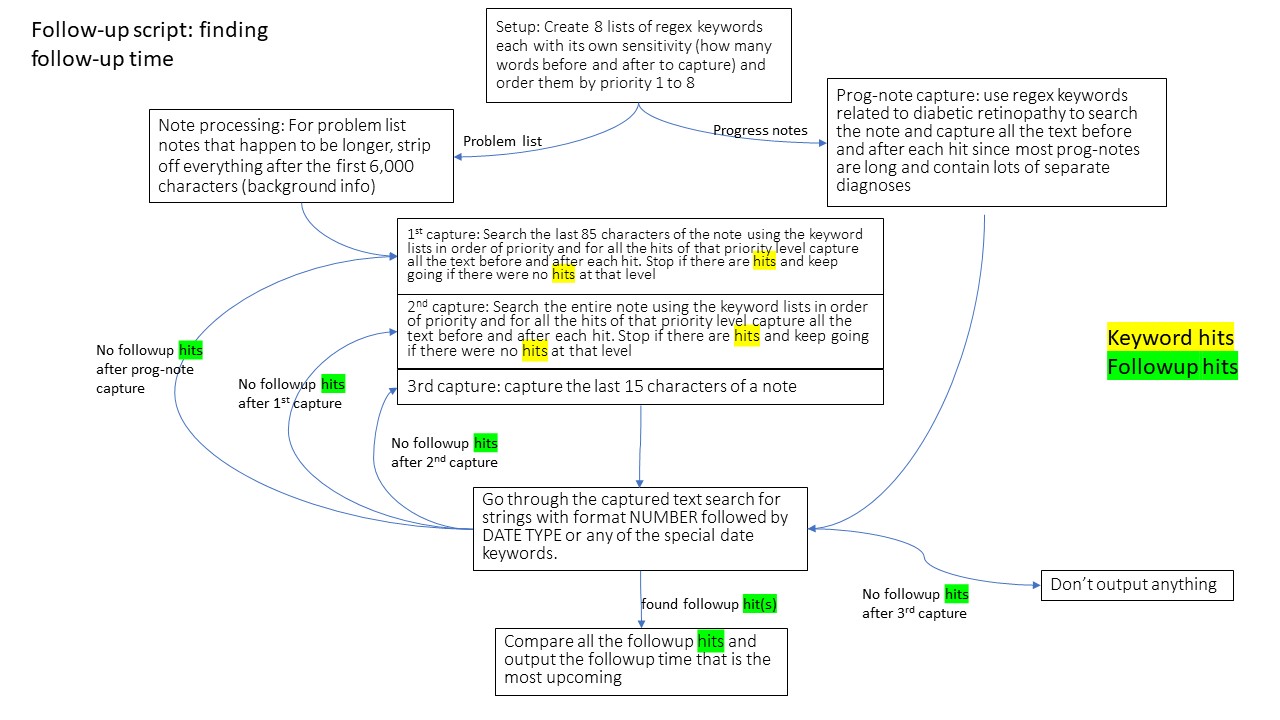 Follow-up script: finding
follow-up time
Setup: Create 8 lists of regex keywords
each with its own sensitivity (how many
words before and after to capture) and
order them by priority 1 to 8
Note processing: For problem list
notes that happen to be longer, strip
off everything after the first 6,000
characters (background info)
Problem list
Progress notes
Prog-note capture: use regex keywords
related to diabetic retinopathy to search
the note and capture all the text before
and after each hit since most prog-notes
are long and contain lots of separate
diagnoses
1st capture: Search the last 85 characters of the note using the keyword
lists in order of priority and for all the hits of that priority level capture
all the text before and after each hit. Stop if there are hits and keep
going if there were no hits at that level
2nd capture: Search the entire note using the keyword lists in order
of priority and for all the hits of that priority level capture all the
text before and after each hit. Stop if there are hits and keep going
if there were no hits at that level
3rd capture: capture the last 15 characters of a note
Keyword hits
Followup hits
No followup hits
after prog-note
capture
No followup hits
after 1st capture
No followup hits
after 2nd capture
Go through the captured text search for
strings with format NUMBER followed by
DATE TYPE or any of the special date
keywords.
No followup hits
after 3rd capture
Don't output anything
found followup hit(s)
Compare all the followup hits and
output the followup time that is the
most upcoming